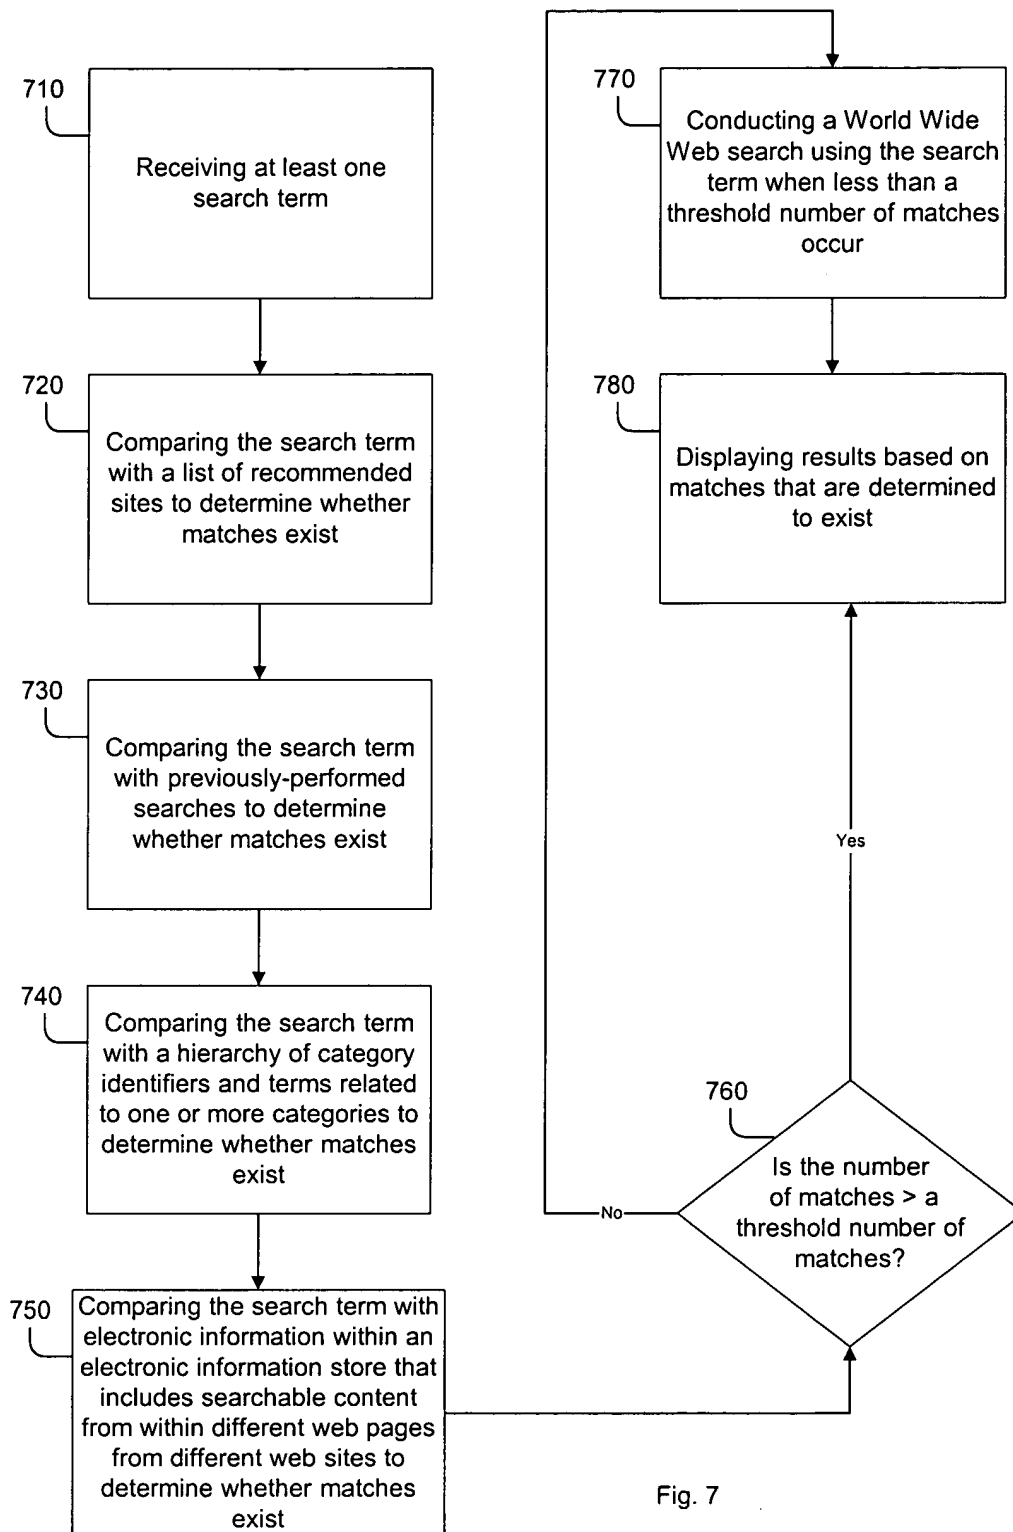 710
Receiving at least one
search term
720
Comparing the search term
with a list of recommended
sites to determine whether
matches exist
730
Comparing the search term
with previously-performed
searches to determine
whether matches exist
740
Comparing the search term
with a hierarchy of category
identifiers and terms related
to one or more categories to
determine whether matches
exist
750
Comparing the search term with
electronic information within an
electronic information store that
includes searchable content
from within different web pages
from different web sites to
determine whether matches
exist
760
Is the number
of matches > a
threshold number of
matches?
No
Yes
770
Conducting a World Wide
Web search using the search
term when less than a
threshold number of matches
occur
780
Displaying results based on
matches that are determined
to exist
Fig. 7